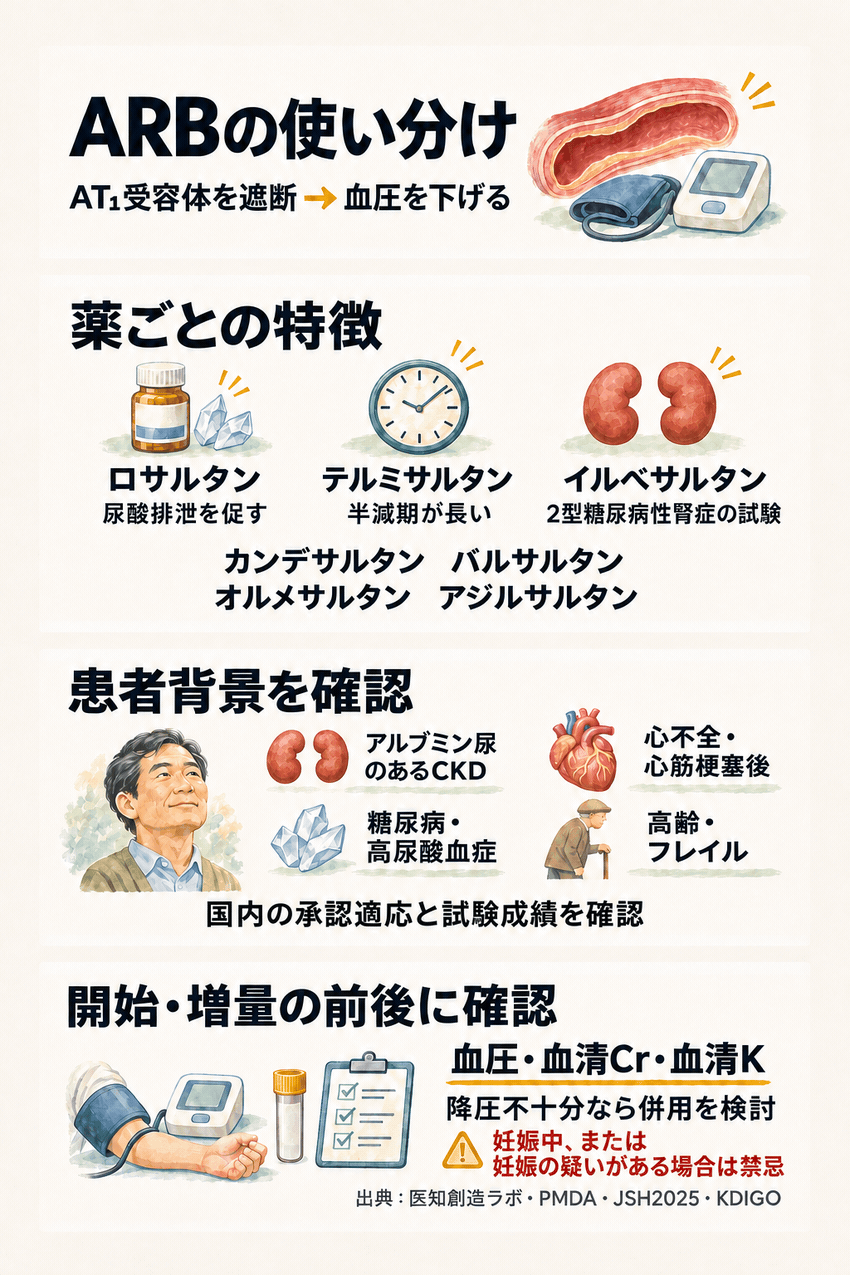 ARBの使い分け
AT₁受容体を遮断 → 血圧を下げる
薬ごとの特徴
ロサルタン
尿酸排泄を促す
テルミサルタン
半減期が長い
イルベサルタン
2型糖尿病性腎症の試験
カンデサルタン バルサルタン
オルメサルタン アジルサルタン
患者背景を確認
アルブミン尿
のあるCKD
心不全・
心筋梗塞後
糖尿病・
高尿酸血症
高齢・
フレイル
国内の承認適応と試験成績を確認
開始・増量の前後に確認
血圧・血清Cr・血清K
降圧不十分なら併用を検討
妊娠中、または
妊娠の疑いがある場合は禁忌
出典：医知創造ラボ・PMDA・JSH2025・KDIGO